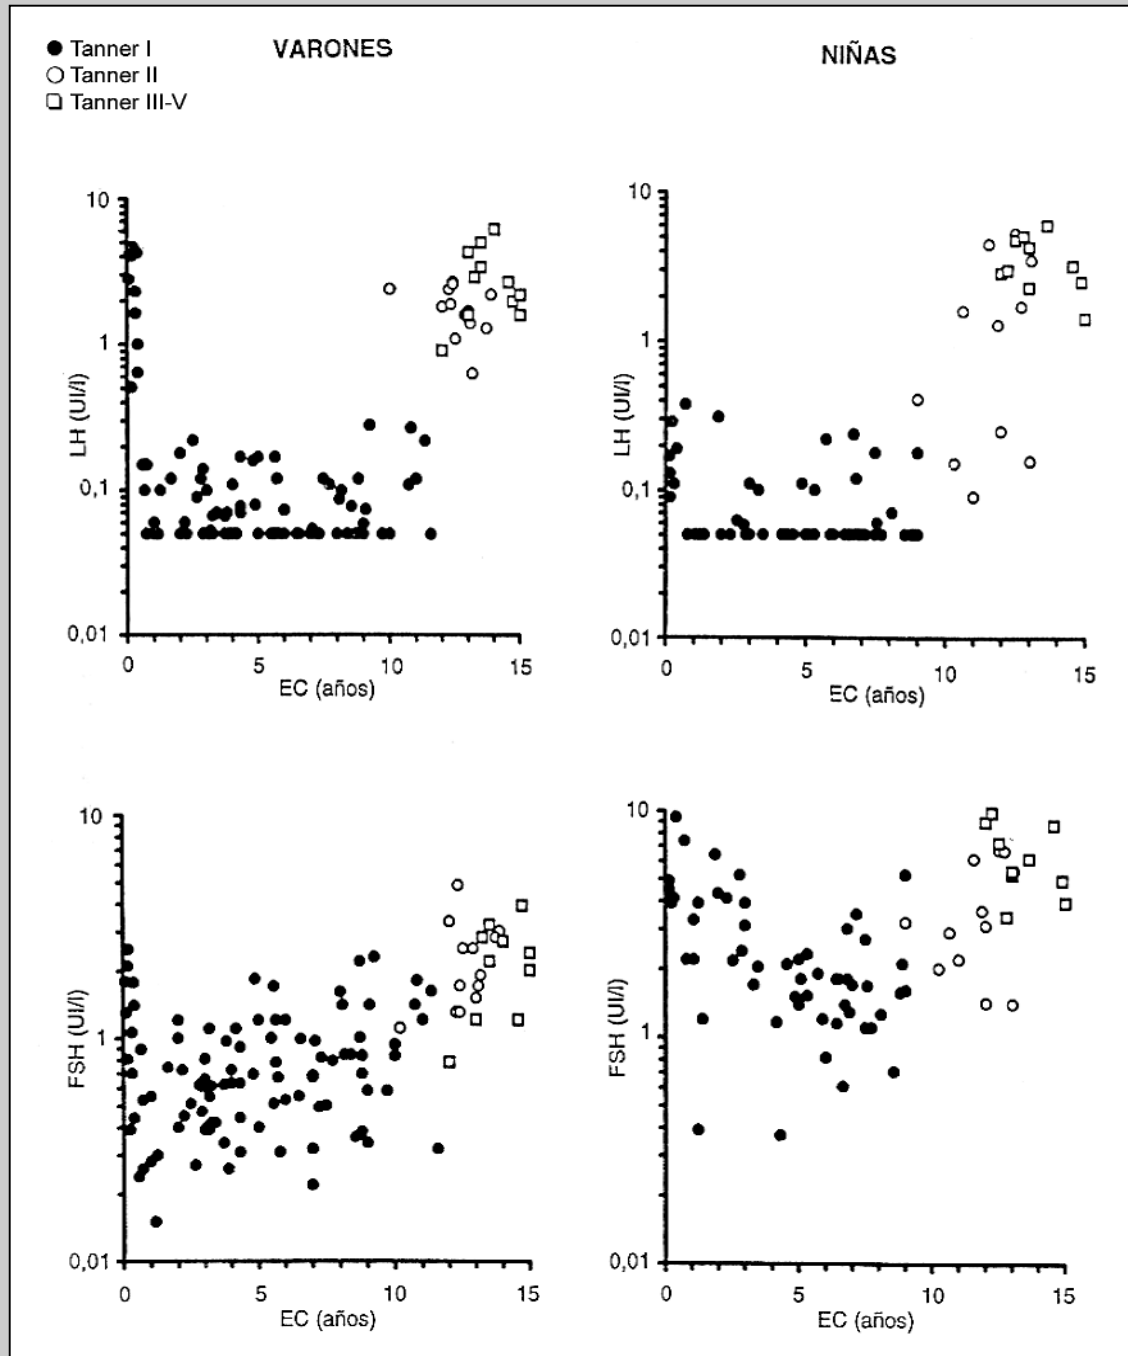 ● Tanner I
○ Tanner II
□ Tanner III-V
VARONES
NIÑAS
10
1
0,1
0,01
LH (UI/l)
0 5 10 15
EC (años)
10
1
0,1
0,01
LH (UI/l)
0 5 10 15
EC (años)
10
1
0,01
FSH (UI/l)
0 5 10 15
EC (años)
10
1
0,01
FSH (UI/l)
0 5 10 15
EC (años)